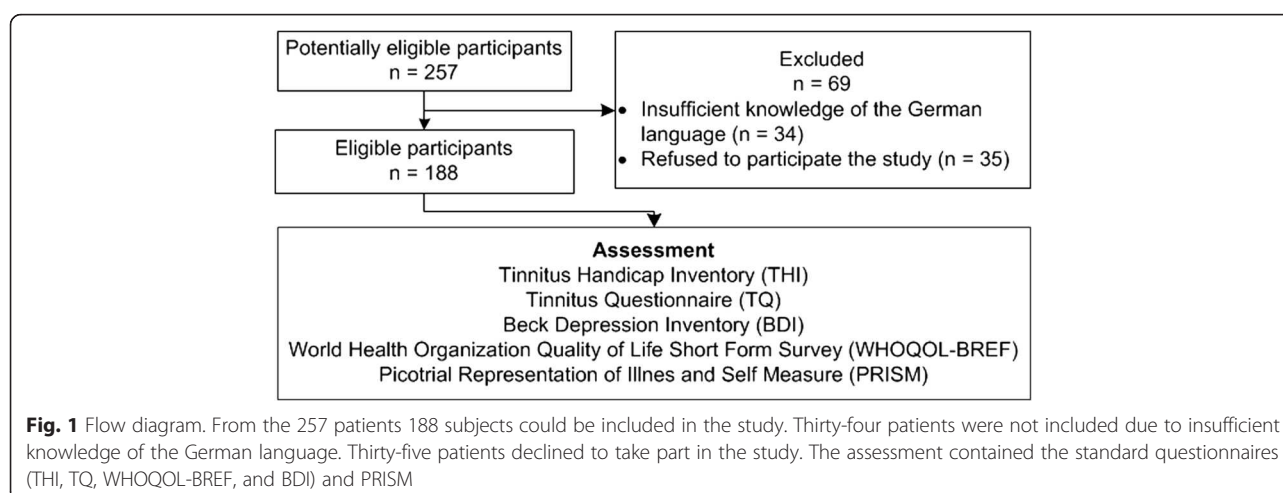 Potentially eligible participants
n = 257
Excluded
n = 69
• Insufficient knowledge of the German
language (n = 34)
• Refused to participate the study (n = 35)
Eligible participants
n = 188
Assessment
Tinnitus Handicap Inventory (THI)
Tinnitus Questionnaire (TQ)
Beck Depression Inventory (BDI)
World Health Organization Quality of Life Short Form Survey (WHOQOL-BREF)
Picotrial Representation of Illnes and Self Measure (PRISM)
Fig. 1 Flow diagram. From the 257 patients 188 subjects could be included in the study. Thirty-four patients were not included due to insufficient
knowledge of the German language. Thirty-five patients declined to take part in the study. The assessment contained the standard questionnaires
(THI, TQ, WHOQOL-BREF, and BDI) and PRISM